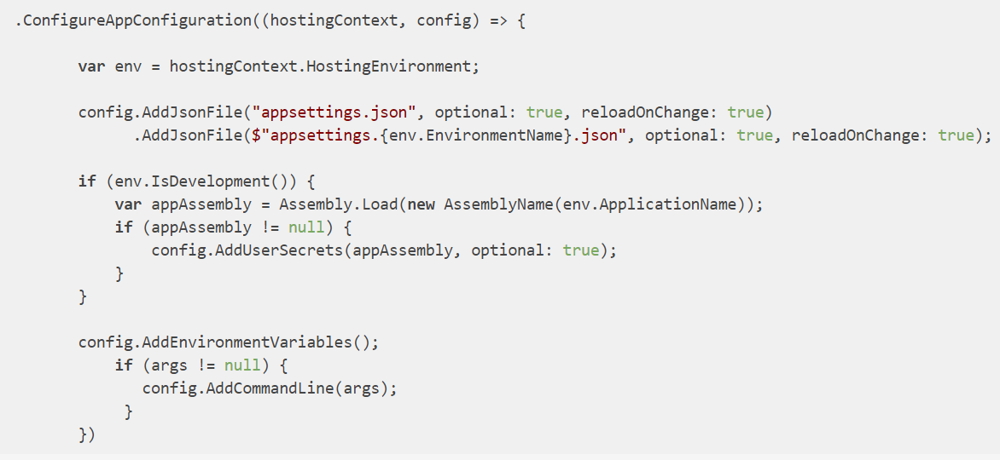 .ConfigureAppConfiguration((hostingContext, config) => {
var env = hostingContext.HostingEnvironment;
config.AddJsonFile("appsettings.json", optional: true, reloadOnChange: true)
.AddJsonFile($"appsettings.{env.EnvironmentName}.json", optional: true, reloadOnChange: true);
if (env.IsDevelopment()) {
var appAssembly = Assembly.Load(new AssemblyName(env.ApplicationName));
if (appAssembly != null) {
config.AddUserSecrets(appAssembly, optional: true);
}
}
config.AddEnvironmentVariables();
if (args != null) {
config.AddCommandLine(args);
}
})